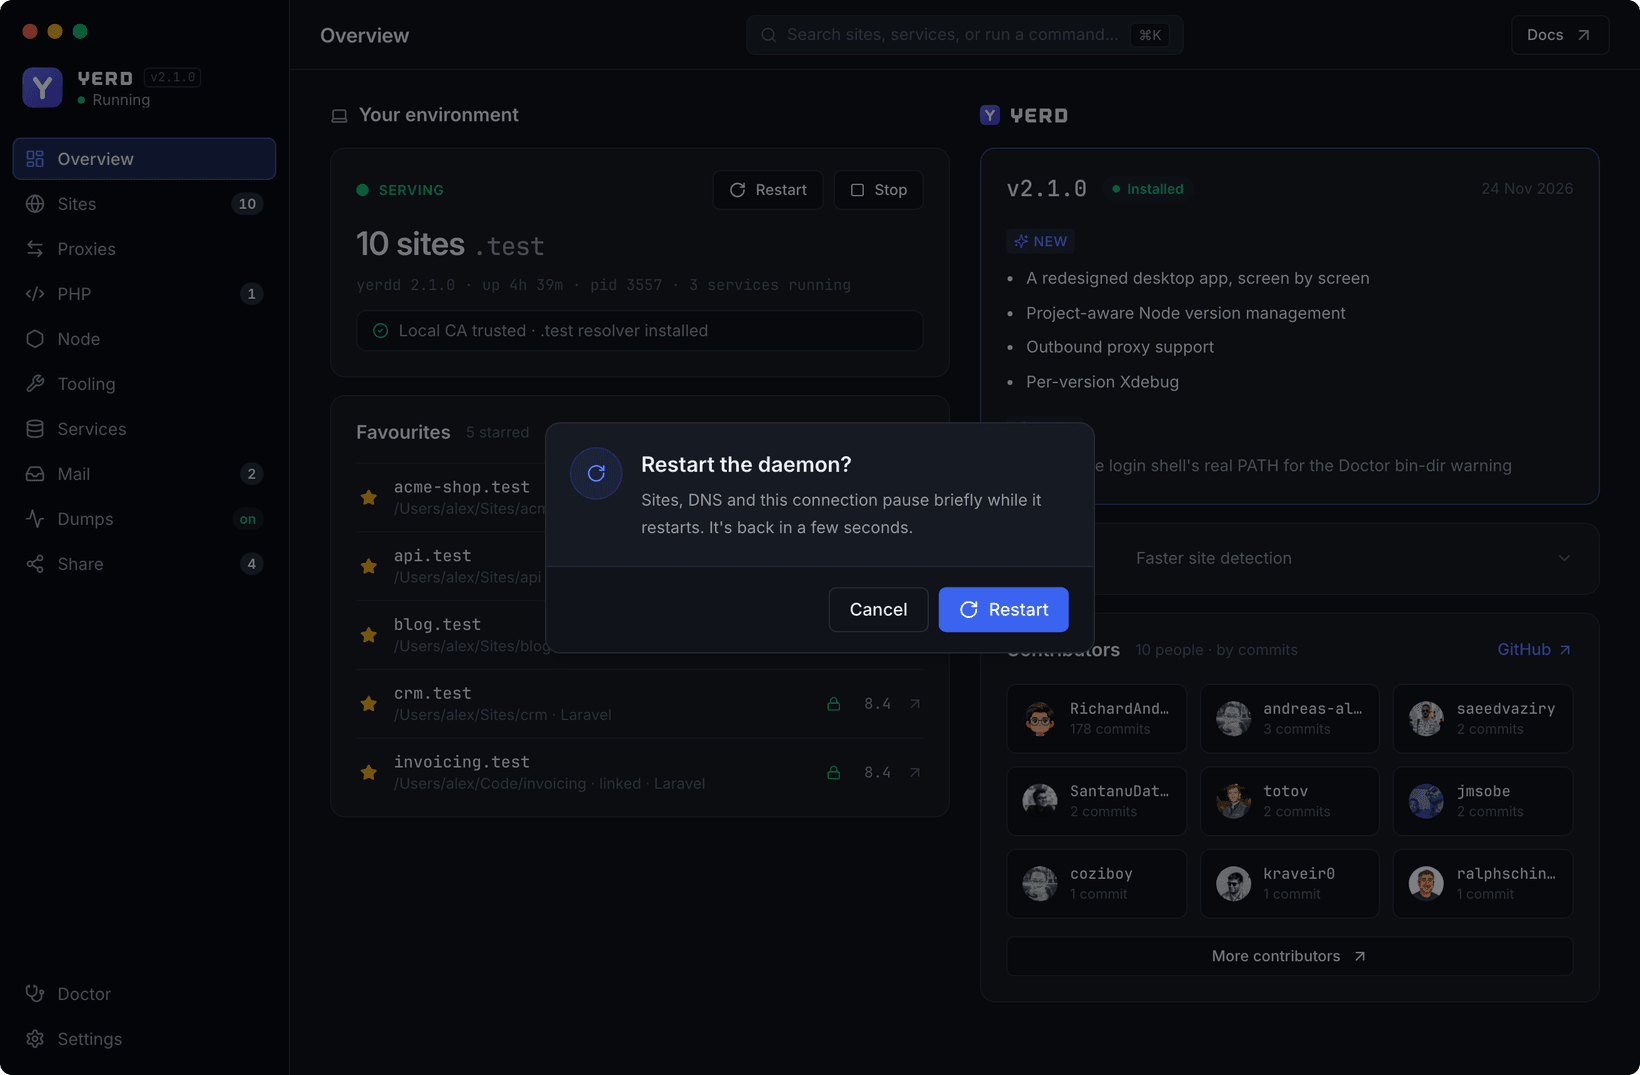 Overview
Search sites, services, or run a command... ⌘K
Docs
YERD v2.1.0
Running
Overview
Sites 10
Proxies
PHP 1
Node
Tooling
Services
Mail 2
Dumps on
Share 4
Doctor
Settings
Your environment
SERVING
Restart
Stop
10 sites .test
yerdd 2.1.0 · up 4h 39m · pid 3557 · 3 services running
Local CA trusted · .test resolver installed
Favourites 5 starred
acme-shop.test
/Users/alex/Sites/acm
api.test
/Users/alex/Sites/api
blog.test
/Users/alex/Sites/blog
crm.test
/Users/alex/Sites/crm · Laravel
8.4
invoicing.test
/Users/alex/Code/invoicing · linked · Laravel
8.4
Restart the daemon?
Sites, DNS and this connection pause briefly while it
restarts. It's back in a few seconds.
Cancel
Restart
Y YERD
v2.1.0 Installed 24 Nov 2026
NEW
• A redesigned desktop app, screen by screen
• Project-aware Node version management
• Outbound proxy support
• Per-version Xdebug
login shell's real PATH for the Doctor bin-dir warning
Faster site detection
Contributors 10 people · by commits
GitHub
RichardAnd...
178 commits
andreas-al...
3 commits
saeedvaziry
2 commits
SantanuDat...
2 commits
totov
2 commits
jmsobe
2 commits
coziboy
1 commit
kraveir0
1 commit
ralphschin...
1 commit
More contributors